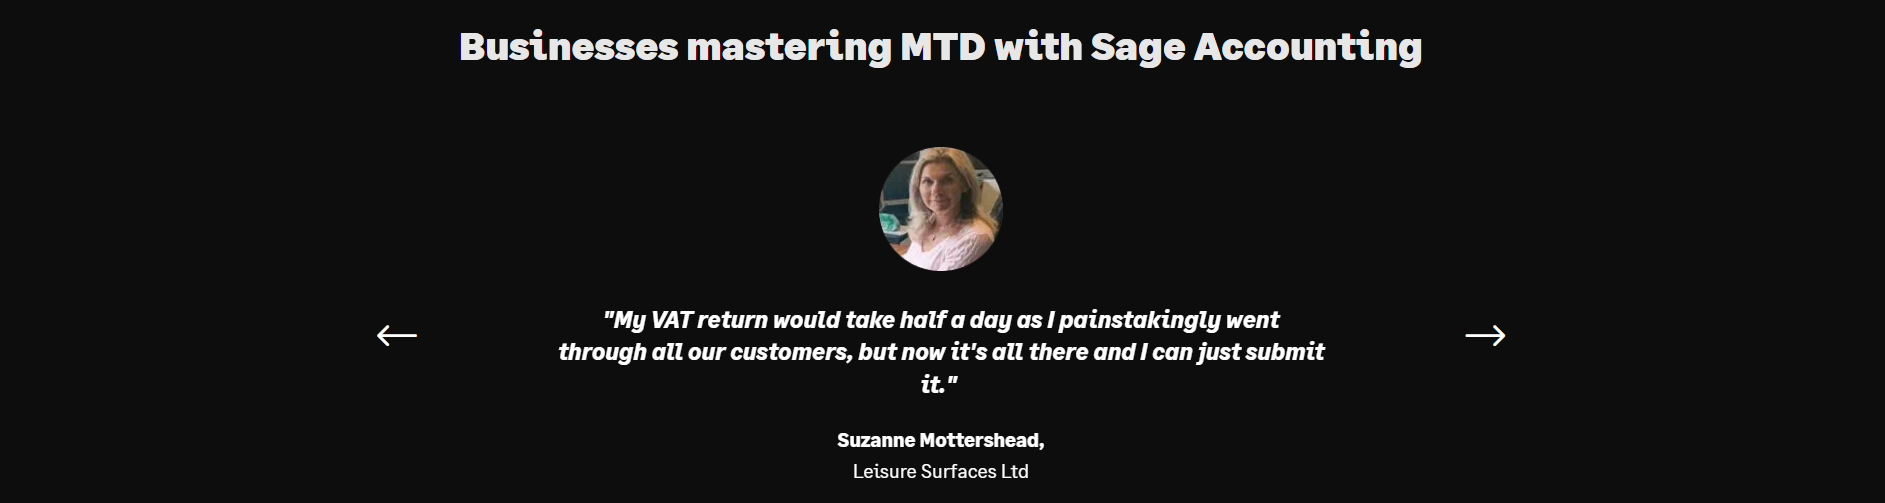 Businesses mastering MTD with Sage Accounting
"My VAT return would take half a day as I painstakingly went
through all our customers, but now it's all there and I can just submit
it."
Suzanne Mottershead,
Leisure Surfaces Ltd